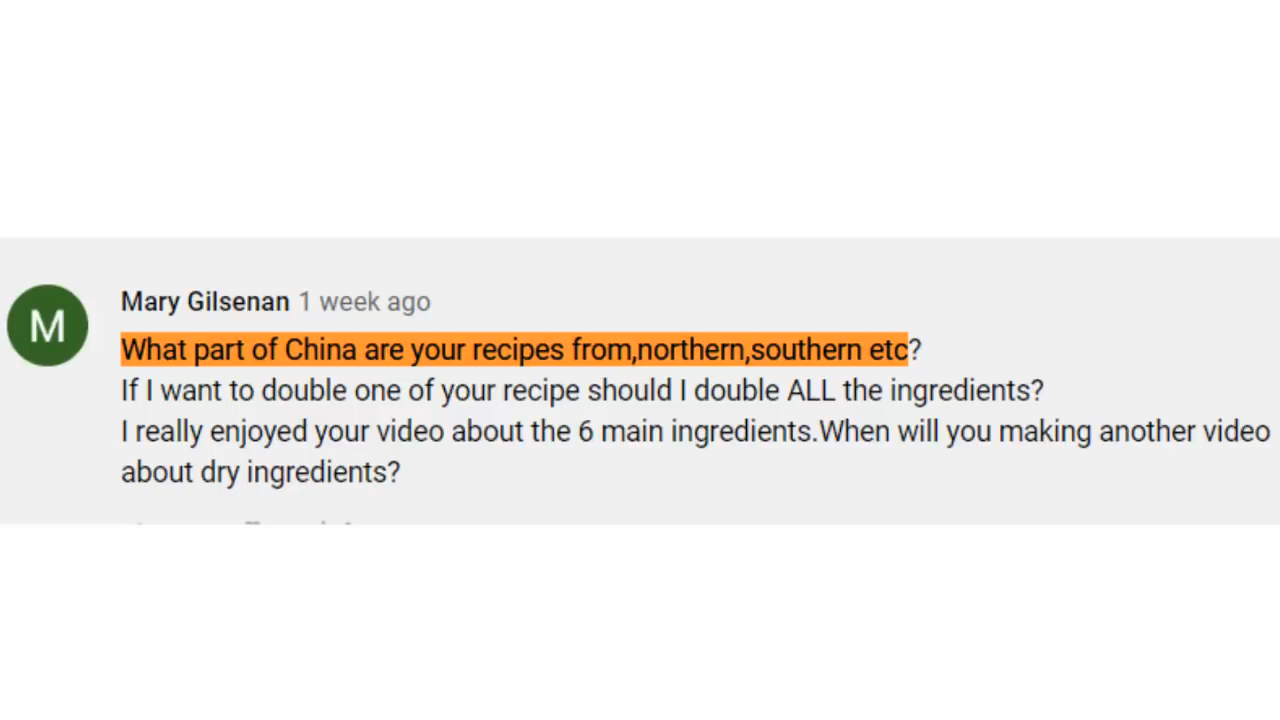 M
Mary Gilsenan 1 week ago
What part of China are your recipes from,northern,southern etc?
If I want to double one of your recipe should I double ALL the ingredients?
I really enjoyed your video about the 6 main ingredients.When will you making another video
about dry ingredients?